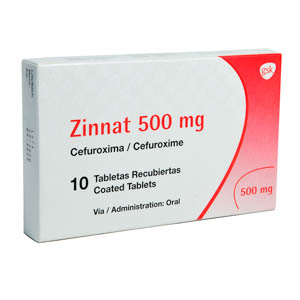 gsk
Zinnat 500 mg
Cefuroxima / Cefuroxime
10 Tabletas Recubiertas
Coated Tablets
500 mg
Vía / Administration: Oral